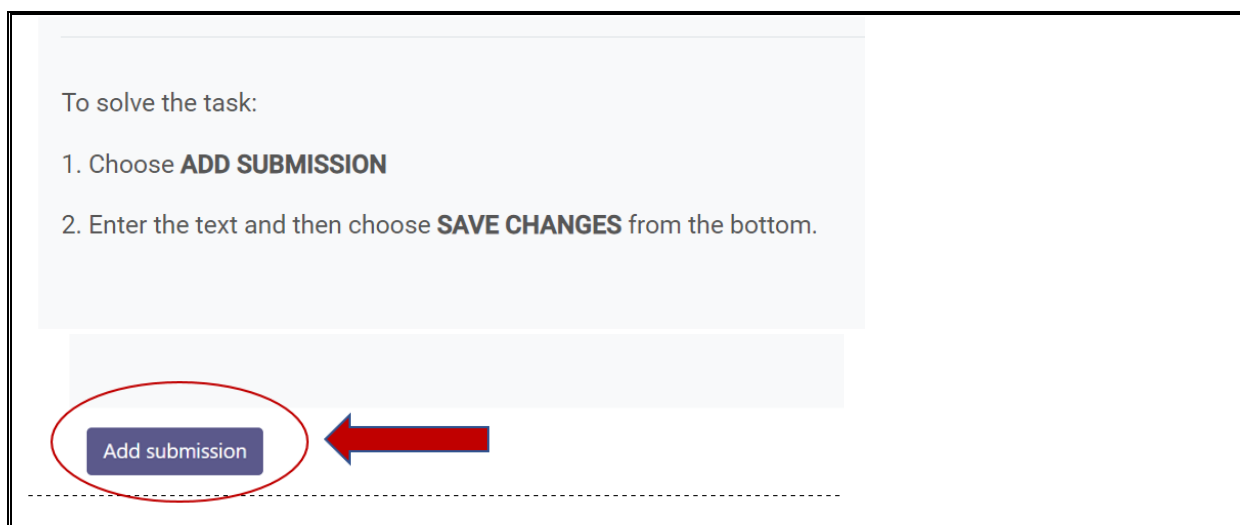 To solve the task:
1. Choose ADD SUBMISSION
2. Enter the text and then choose SAVE CHANGES from the bottom.
Add submission